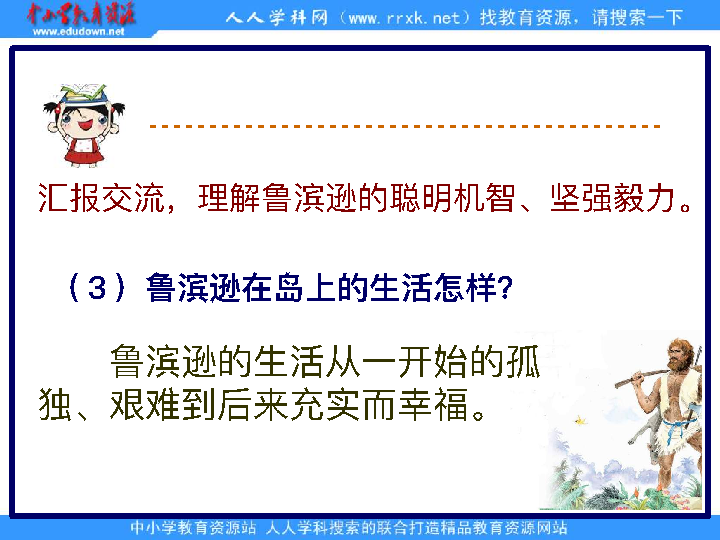 中小学教育资源
www.edudown.net
人人学科网（www.rrxk.net）找教育资源，请搜索一下
汇报交流，理解鲁滨逊的聪明机智、坚强毅力。
（3）鲁滨逊在岛上的生活怎样？
鲁滨逊的生活从一开始的孤
独、艰难到后来充实而幸福。
中小学教育资源站 人人学科搜索的联合打造精品教育资源网站